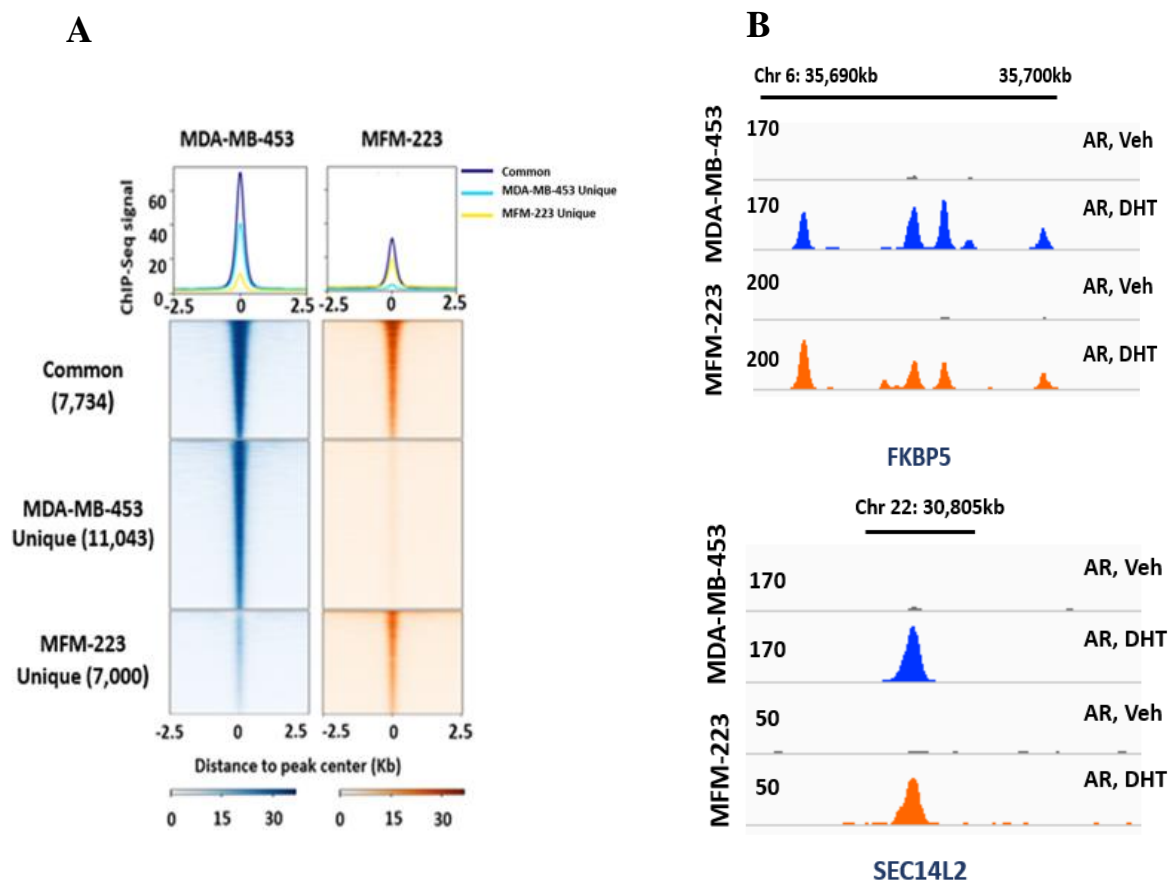 A
MDA-MB-453
MFM-223
Common
MDA-MB-453 Unique
MFM-223 Unique
ChIP-Seq signal
60
40
20
0
-2.5
0
2.5
-2.5
0
2.5
Common
(7,734)
MDA-MB-453
Unique (11,043)
MFM-223
Unique (7,000)
-2.5
0
2.5
-2.5
0
2.5
Distance to peak center (Kb)
0
15
30
0
15
30
B
Chr 6: 35,690kb
35,700kb
MDA-MB-453
170
AR, Veh
170
AR, DHT
MFM-223
200
AR, Veh
200
AR, DHT
FKBP5
Chr 22: 30,805kb
MDA-MB-453
170
AR, Veh
170
AR, DHT
MFM-223
50
AR, Veh
50
AR, DHT
SEC14L2